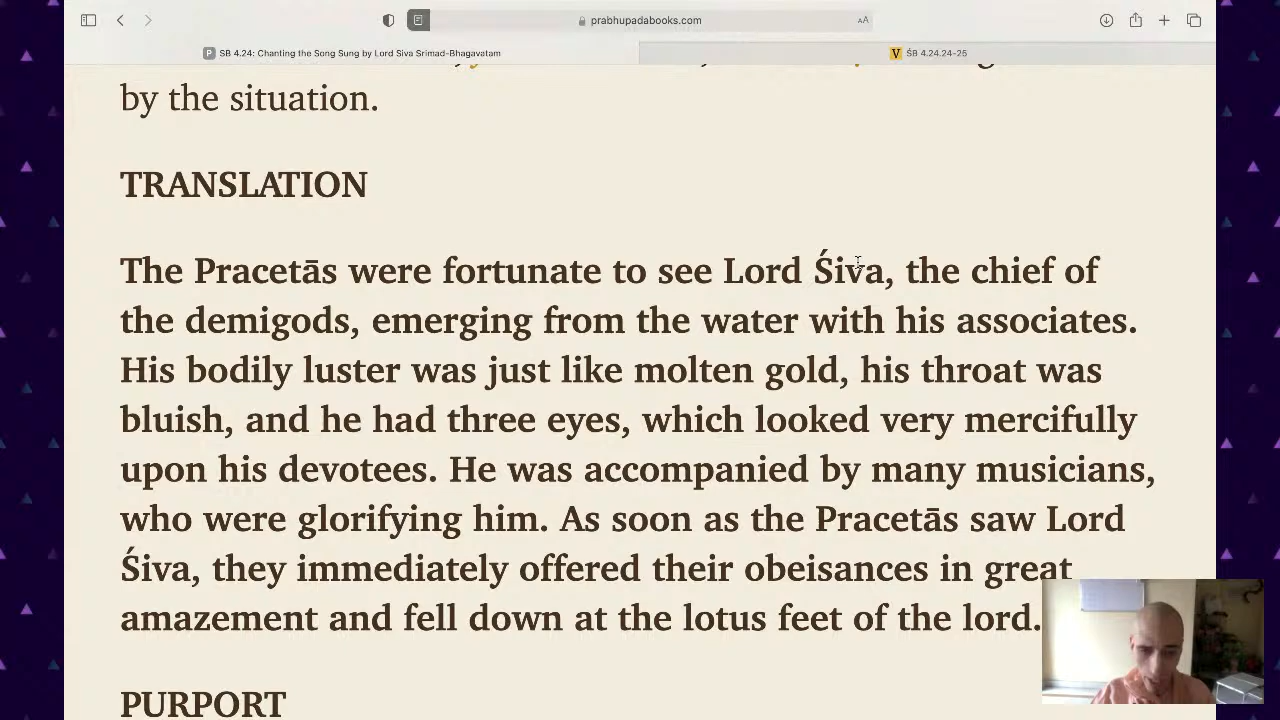 prabhupadabooks.com
AA
P SB 4.24: Chanting the Song Sung by Lord Siva Srimad-Bhagavatam
V ŚB 4.24.24-25
by the situation.
TRANSLATION
The Pracetās were fortunate to see Lord Śiva, the chief of
the demigods, emerging from the water with his associates.
His bodily luster was just like molten gold, his throat was
bluish, and he had three eyes, which looked very mercifully
upon his devotees. He was accompanied by many musicians,
who were glorifying him. As soon as the Pracetās saw Lord
Śiva, they immediately offered their obeisances in great
amazement and fell down at the lotus feet of the lord.
PURPORT